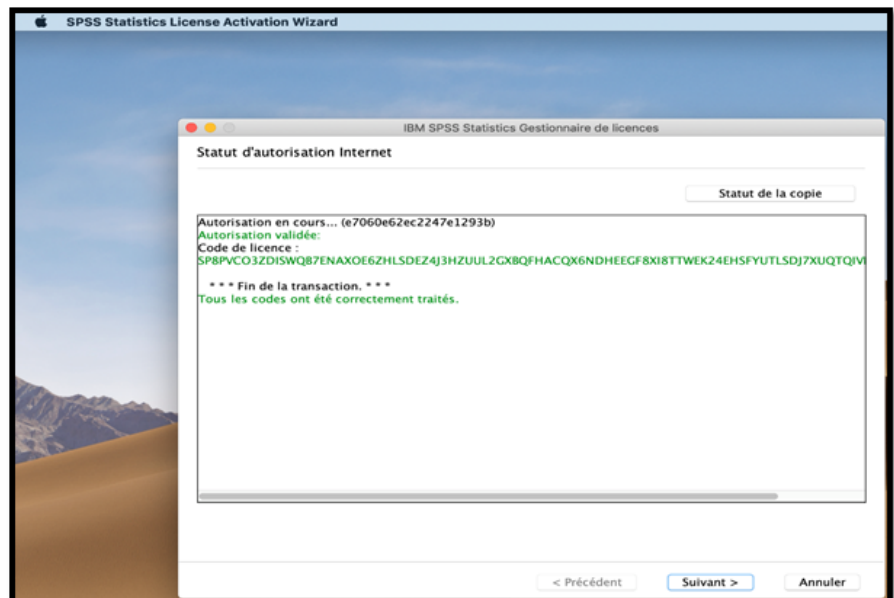 SPSS Statistics License Activation Wizard
IBM SPSS Statistics Gestionnaire de licences
Statut d'autorisation Internet
Statut de la copie
Autorisation en cours... (e7060e62ec2247e1293b)
Autorisation validée:
Code de licence :
SP8PVCO3ZDISWQB7ENAXOE6ZHLSDEZ4J3HZUUL2GXBQFHACQX6NDHEEGF8XI8TTWEK24EHSFYUTLSDJ7XUQTQIVI
* * * Fin de la transaction. * * *
Tous les codes ont été correctement traités.
< Précédent
Suivant >
Annuler